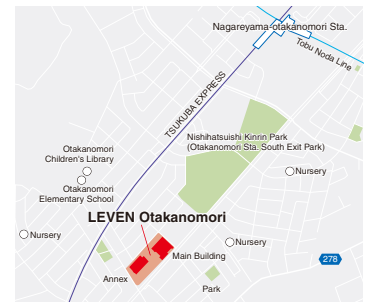 Nagareyama-otakanomori Sta.
Tobu Noda Line
TSUKUBA EXPRESS
Nishihatsuishi Kinrin Park
(Otakanomori Sta. South Exit Park)
Otakanomori
Children's Library
Nursery
Otakanomori
Elementary School
LEVEN Otakanomori
Nursery
Nursery
Main Building
278
Annex
Park